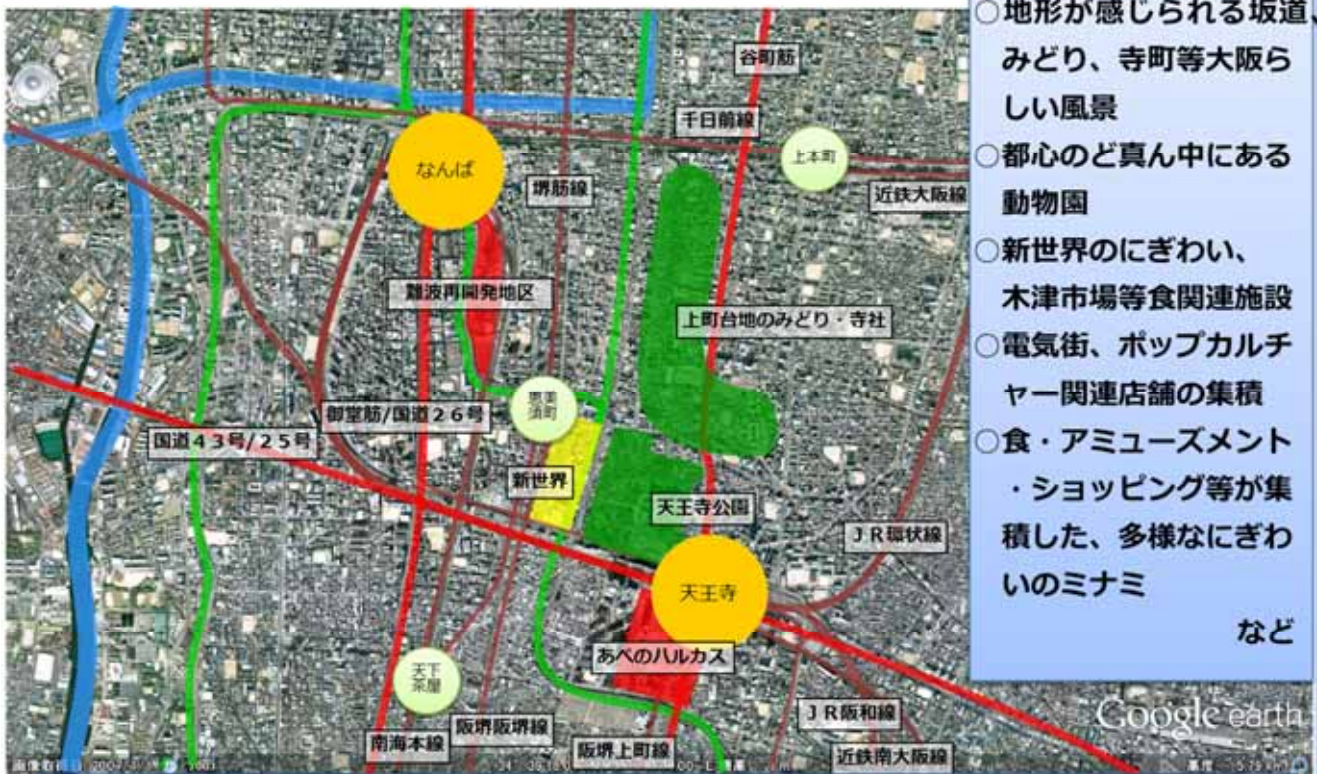 谷町筋
千日前線
なんば
上本町
堺筋線
近鉄大阪線
難波再開発地区
上町台地のみどり・寺社
恵美
須町
御堂筋/国道26号
国道43号/25号
新世界
天王寺公園
JR環状線
天王寺
あべのハルカス
天下
茶屋
JR阪和線
阪堺阪堺線
南海本線
阪堺上町線
近鉄南大阪線
Google earth
○地形が感じられる坂道、
みどり、寺町等大阪ら
しい風景
○都心のど真ん中にある
動物園
○新世界のにぎわい、
木津市場等食関連施設
○電気街、ポップカルチ
ャー関連店舗の集積
○食・アミューズメント
・ショッピング等が集
積した、多様なにぎわ
いのミナミ
など